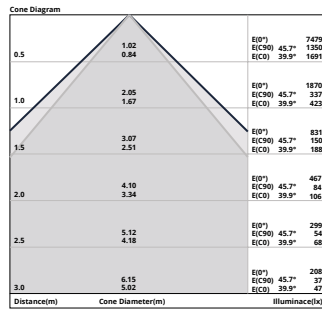 Cone Diagram
0.5
1.02
0.84
E(0°) 7479
E(C90) 45.7° 1350
E(C0) 39.9° 1691
1.0
2.05
1.67
E(0°) 1870
E(C90) 45.7° 337
E(C0) 39.9° 423
1.5
3.07
2.51
E(0°) 831
E(C90) 45.7° 150
E(C0) 39.9° 188
2.0
4.10
3.34
E(0°) 467
E(C90) 45.7° 84
E(C0) 39.9° 106
2.5
5.12
4.18
E(0°) 299
E(C90) 45.7° 54
E(C0) 39.9° 68
3.0
6.15
5.02
E(0°) 208
E(C90) 45.7° 37
E(C0) 39.9° 47
Distance(m) Cone Diameter(m) Illuminace(lx)